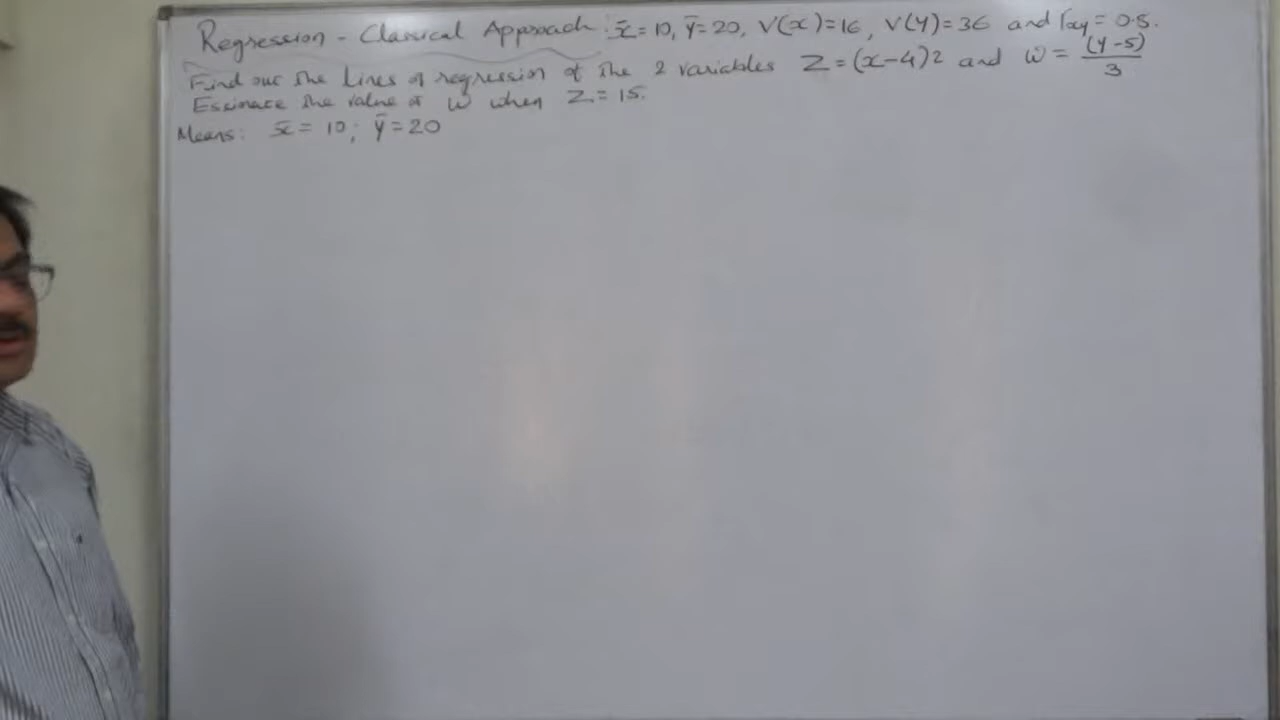 Regression - Classical Approach: x̄ = 10, ȳ = 20, V(x) = 16, V(Y) = 36 and rxy = 0.5.
Find out the Lines of regression of the 2 variables Z = (x-4)2 and W = (Y-5)/3
Estimate the value of W when Z = 15.
Means: x̄ = 10; ȳ = 20